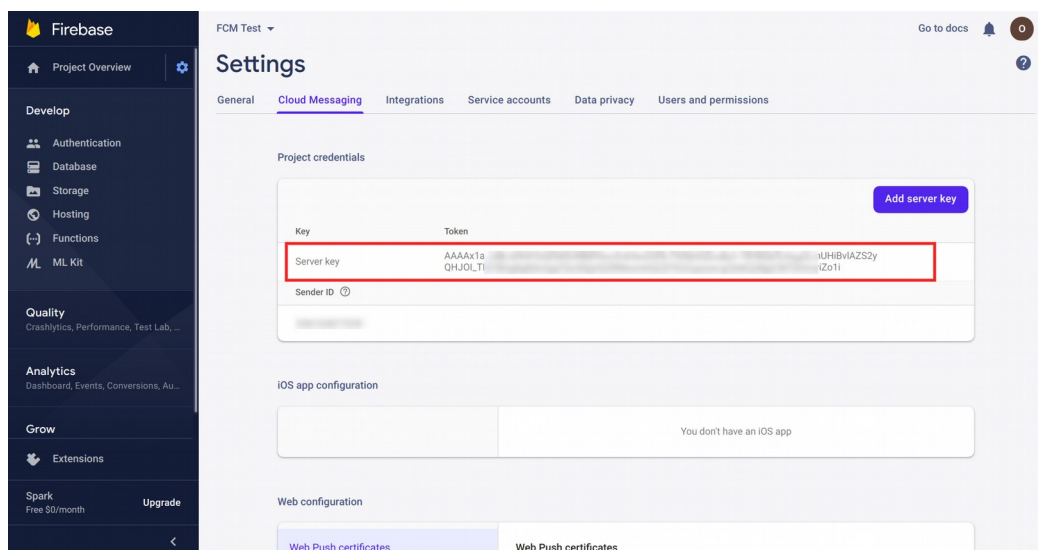 Firebase
FCM Test
Go to docs
O
Project Overview
Settings
General Cloud Messaging Integrations Service accounts Data privacy Users and permissions
Develop
Authentication
Database
Storage
Hosting
Functions
ML Kit
Quality
Crashlytics, Performance, Test Lab, ...
Analytics
Dashboard, Events, Conversions, Au...
Grow
Extensions
Spark
Free $0/month
Upgrade
Project credentials
Add server key
Key Token
Server key
Sender ID
iOS app configuration
You don't have an iOS app
Web configuration
Web Push certificates
Web Push certificates